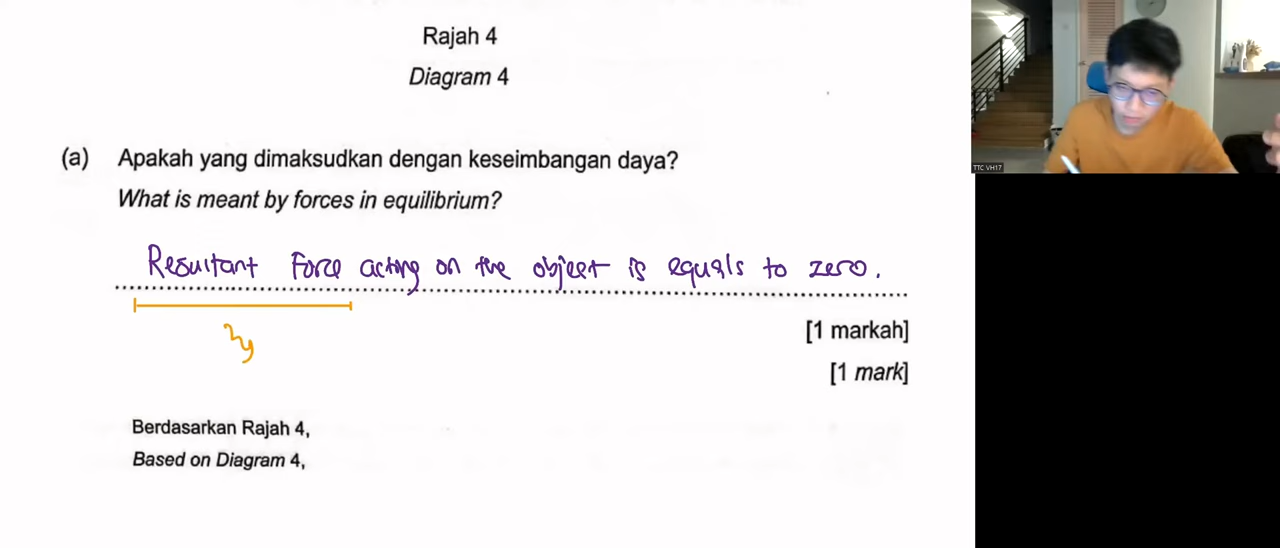 Rajah 4
Diagram 4
(a) Apakah yang dimaksudkan dengan keseimbangan daya?
What is meant by forces in equilibrium?
Resultant Force acting on the object is equals to zero.
[1 markah]
[1 mark]
Berdasarkan Rajah 4,
Based on Diagram 4,
TTC VH17